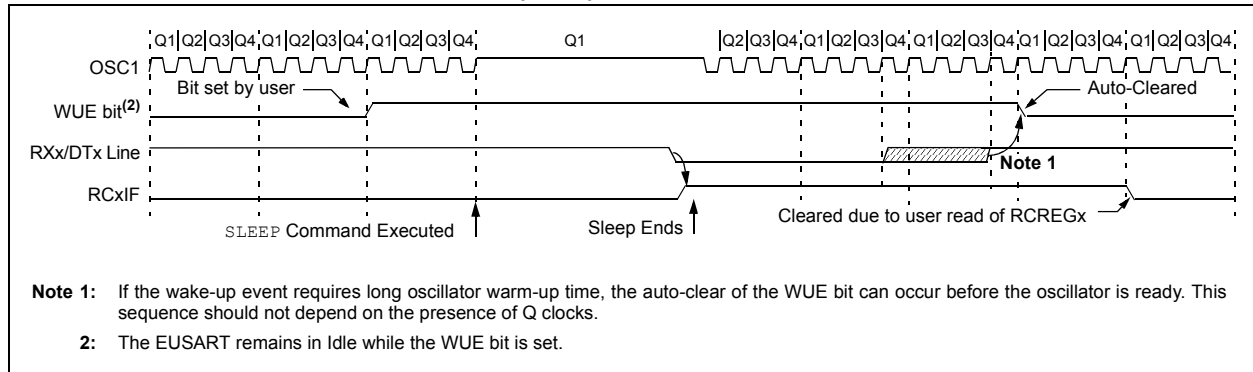 Q1 Q2 Q3 Q4 Q1 Q2 Q3 Q4 Q1 Q2 Q3 Q4 Q1 Q2 Q3 Q4 Q1 Q2 Q3 Q4 Q1 Q2 Q3 Q4 Q1 Q2 Q3 Q4 Q1 Q2 Q3 Q4
OSC1
Bit set by user
Auto-Cleared
WUE bit(2)
RXx/DTx Line
Note 1
RCxIF
Cleared due to user read of RCREGx
SLEEP Command Executed
Sleep Ends
Note 1: If the wake-up event requires long oscillator warm-up time, the auto-clear of the WUE bit can occur before the oscillator is ready. This
sequence should not depend on the presence of Q clocks.
2: The EUSART remains in Idle while the WUE bit is set.